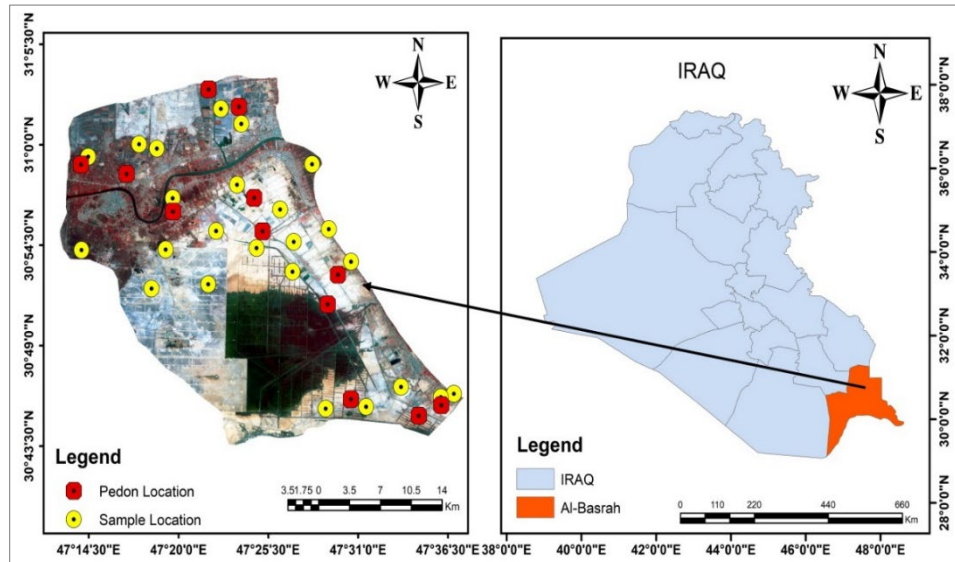 N
W E
S
31°5'30"N
31°0'0"N
30°54'30"N
30°49'0"N
30°43'30"N
Legend
Pedon Location
Sample Location
3.51.75 0 3.5 7 10.5 14
Km
47°14'30"E 47°20'0"E 47°25'30"E 47°31'0"E 47°36'30"E
IRAQ
N
W E
S
38°0'0"N
36°0'0"N
34°0'0"N
32°0'0"N
30°0'0"N
28°0'0"N
Legend
IRAQ
Al-Basrah
0 110 220 440 660
Km
38°0'0"E 40°0'0"E 42°0'0"E 44°0'0"E 46°0'0"E 48°0'0"E